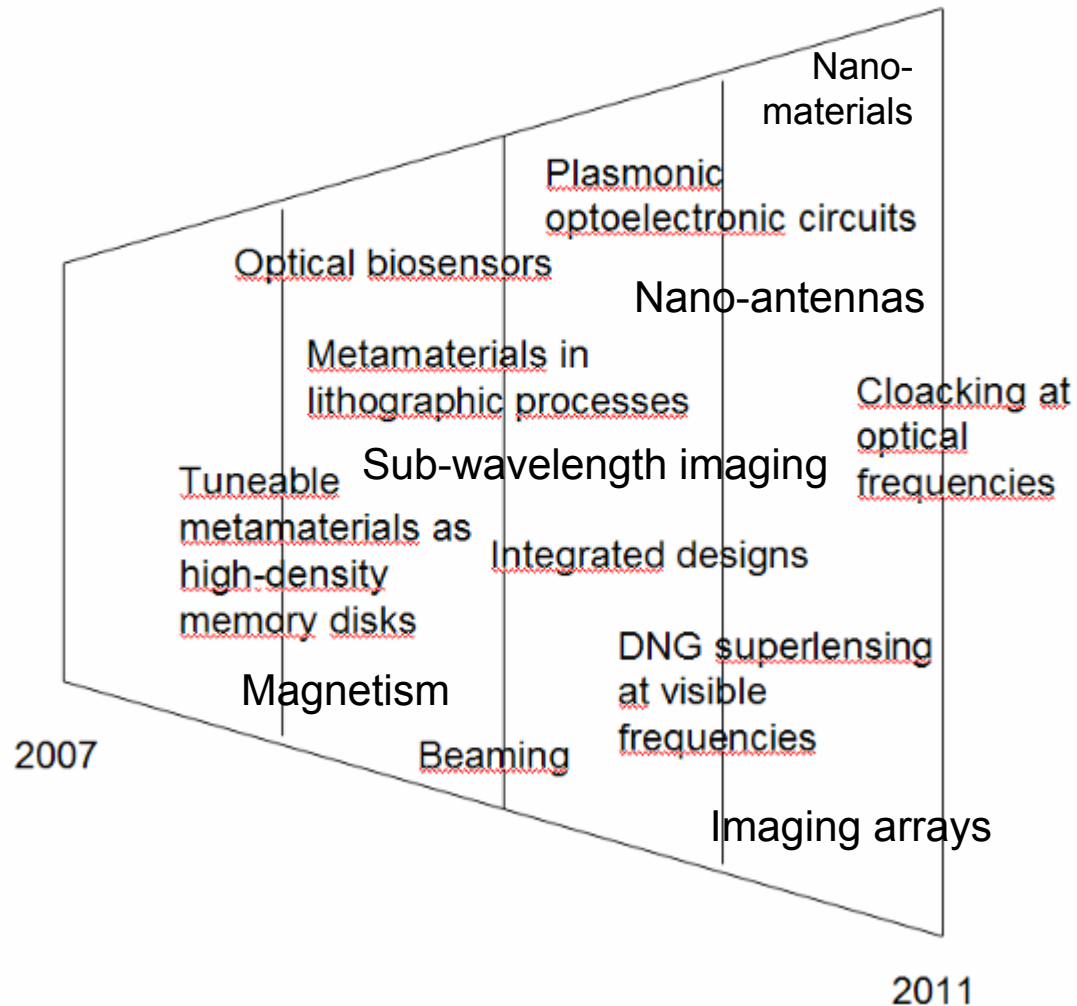 Nano-
materials
Plasmonic
optoelectronic circuits
Optical biosensors
Nano-antennas
Metamaterials in
lithographic processes
Cloacking at
optical
frequencies
Sub-wavelength imaging
Tuneable
metamaterials as
high-density
memory disks
Integrated designs
DNG superlensing
at visible
frequencies
Magnetism
2007
Beaming
Imaging arrays
2011